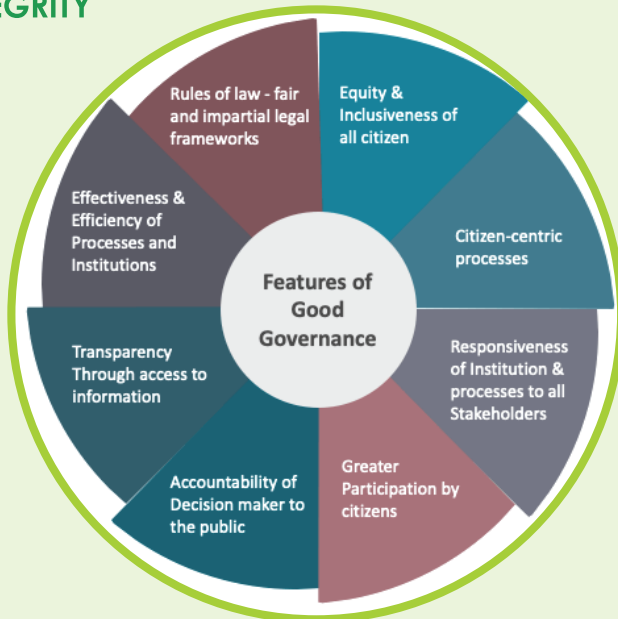 EGRITY
Rules of law - fair
and impartial legal
frameworks
Equity &
Inclusiveness of
all citizen
Effectiveness &
Efficiency of
Processes and
Institutions
Citizen-centric
processes
Features of
Good
Governance
Transparency
Through access to
information
Responsiveness
of Institution &
processes to all
Stakeholders
Accountability of
Decision maker to
the public
Greater
Participation by
citizens